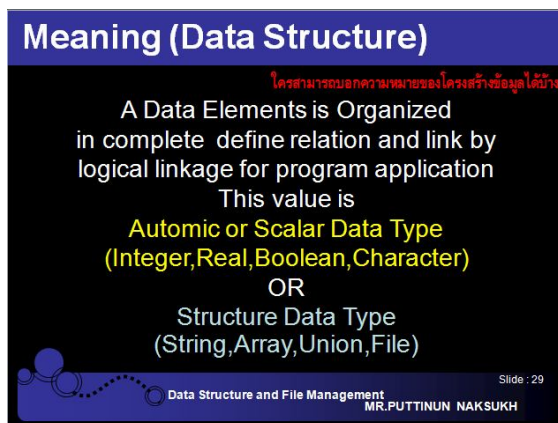 Meaning (Data Structure)
ใครสามารถบอกความหมายของโครงสร้างข้อมูลได้บ้าง
A Data Elements is Organized
in complete define relation and link by
logical linkage for program application
This value is
Automic or Scalar Data Type
(Integer,Real,Boolean,Character)
OR
Structure Data Type
(String,Array,Union,File)
Slide : 29
Data Structure and File Management
MR.PUTTINUN NAKSUKH